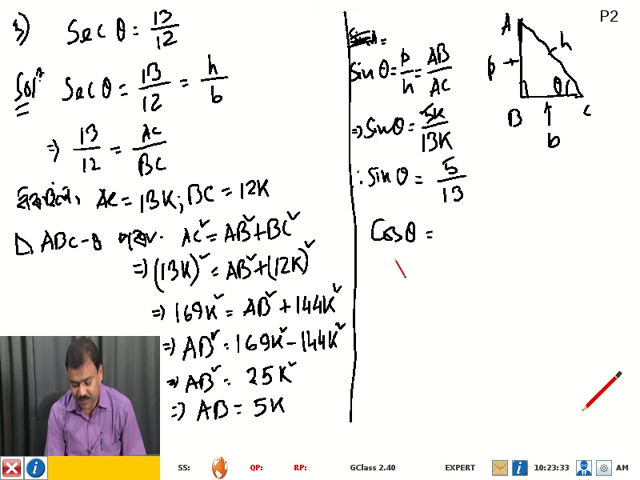 3) Sec θ = 13/12
Solⁿ Sec θ = 13/12 = h/b
⇒ 13/12 = AC/BC
AC = 13K; BC = 12K
Δ ABC-ত AC² = AB² + BC²
⇒ (13K)² = AB² + (12K)²
⇒ 169K² = AB² + 144K²
⇒ AB² = 169K² - 144K²
⇒ AB² = 25K²
⇒ AB = 5K
Sin θ = p/h = AB/AC
⇒ Sin θ = 5K/13K
∴ Sin θ = 5/13
Cos θ =
P2
A
p
h
θ
B
C
b
SS:
QP:
RP:
GClass 2.40
EXPERT
10:23:33
AM